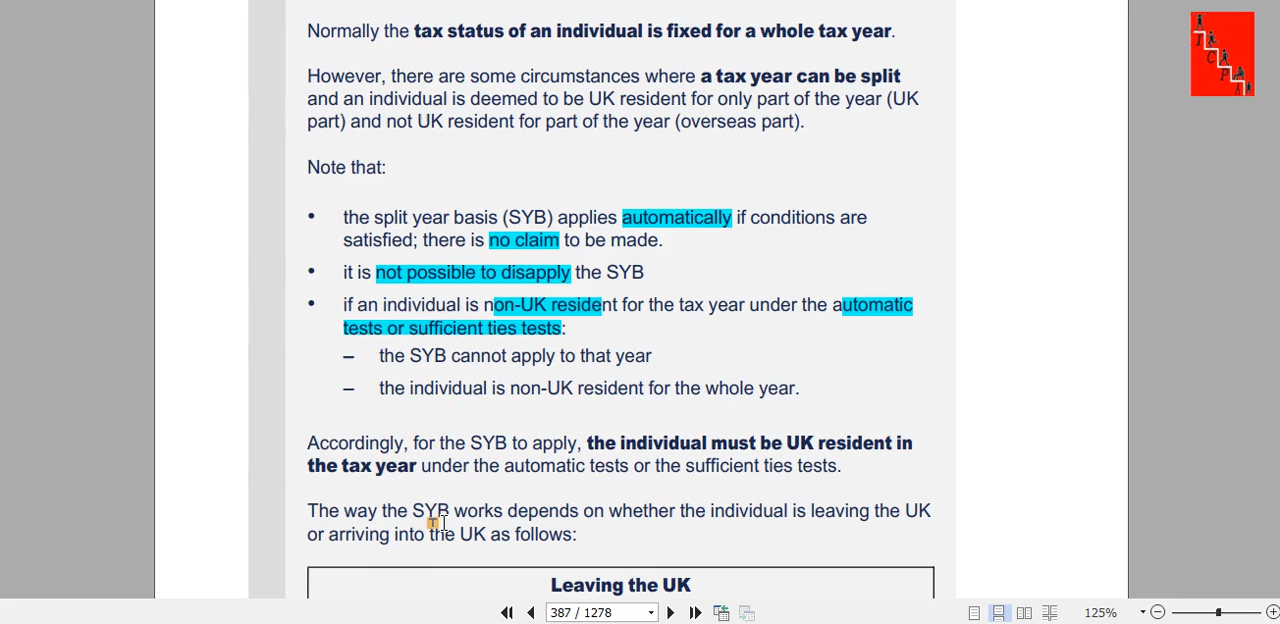 Normally the tax status of an individual is fixed for a whole tax year.
However, there are some circumstances where a tax year can be split
and an individual is deemed to be UK resident for only part of the year (UK
part) and not UK resident for part of the year (overseas part).
Note that:
• the split year basis (SYB) applies automatically if conditions are
satisfied; there is no claim to be made.
• it is not possible to disapply the SYB
• if an individual is non-UK resident for the tax year under the automatic
tests or sufficient ties tests:
– the SYB cannot apply to that year
– the individual is non-UK resident for the whole year.
Accordingly, for the SYB to apply, the individual must be UK resident in
the tax year under the automatic tests or the sufficient ties tests.
The way the SYB works depends on whether the individual is leaving the UK
T
or arriving into the UK as follows:
Leaving the UK
387 / 1278
125%
T
C
P
A